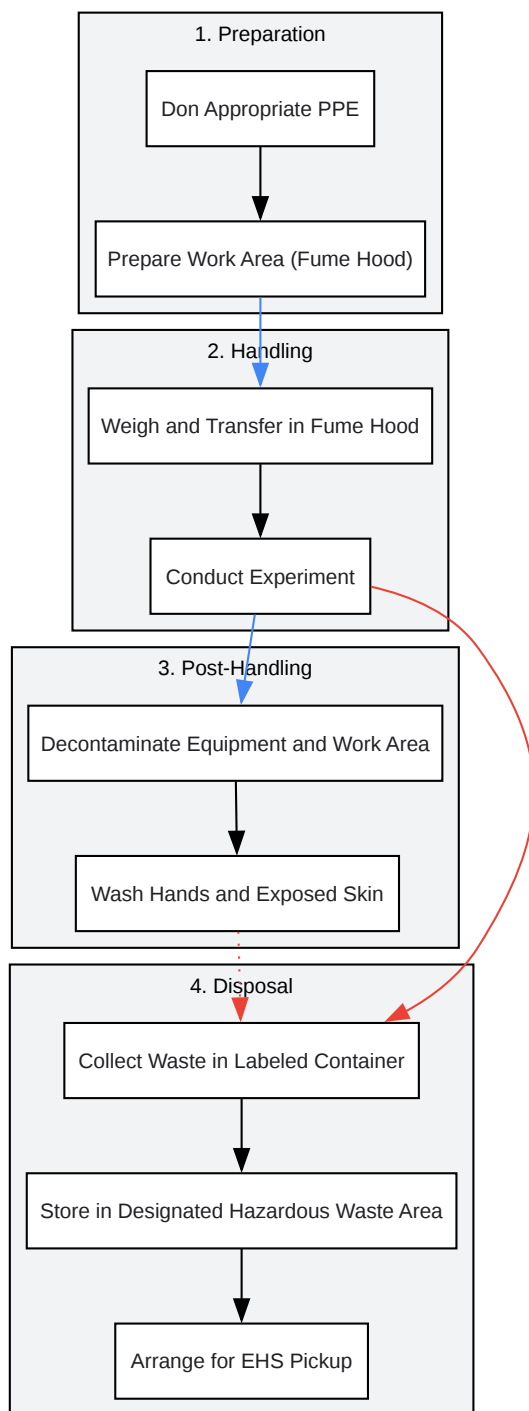 1. Preparation
Don Appropriate PPE
Prepare Work Area (Fume Hood)
2. Handling
Weigh and Transfer in Fume Hood
Conduct Experiment
3. Post-Handling
Decontaminate Equipment and Work Area
Wash Hands and Exposed Skin
4. Disposal
Collect Waste in Labeled Container
Store in Designated Hazardous Waste Area
Arrange for EHS Pickup